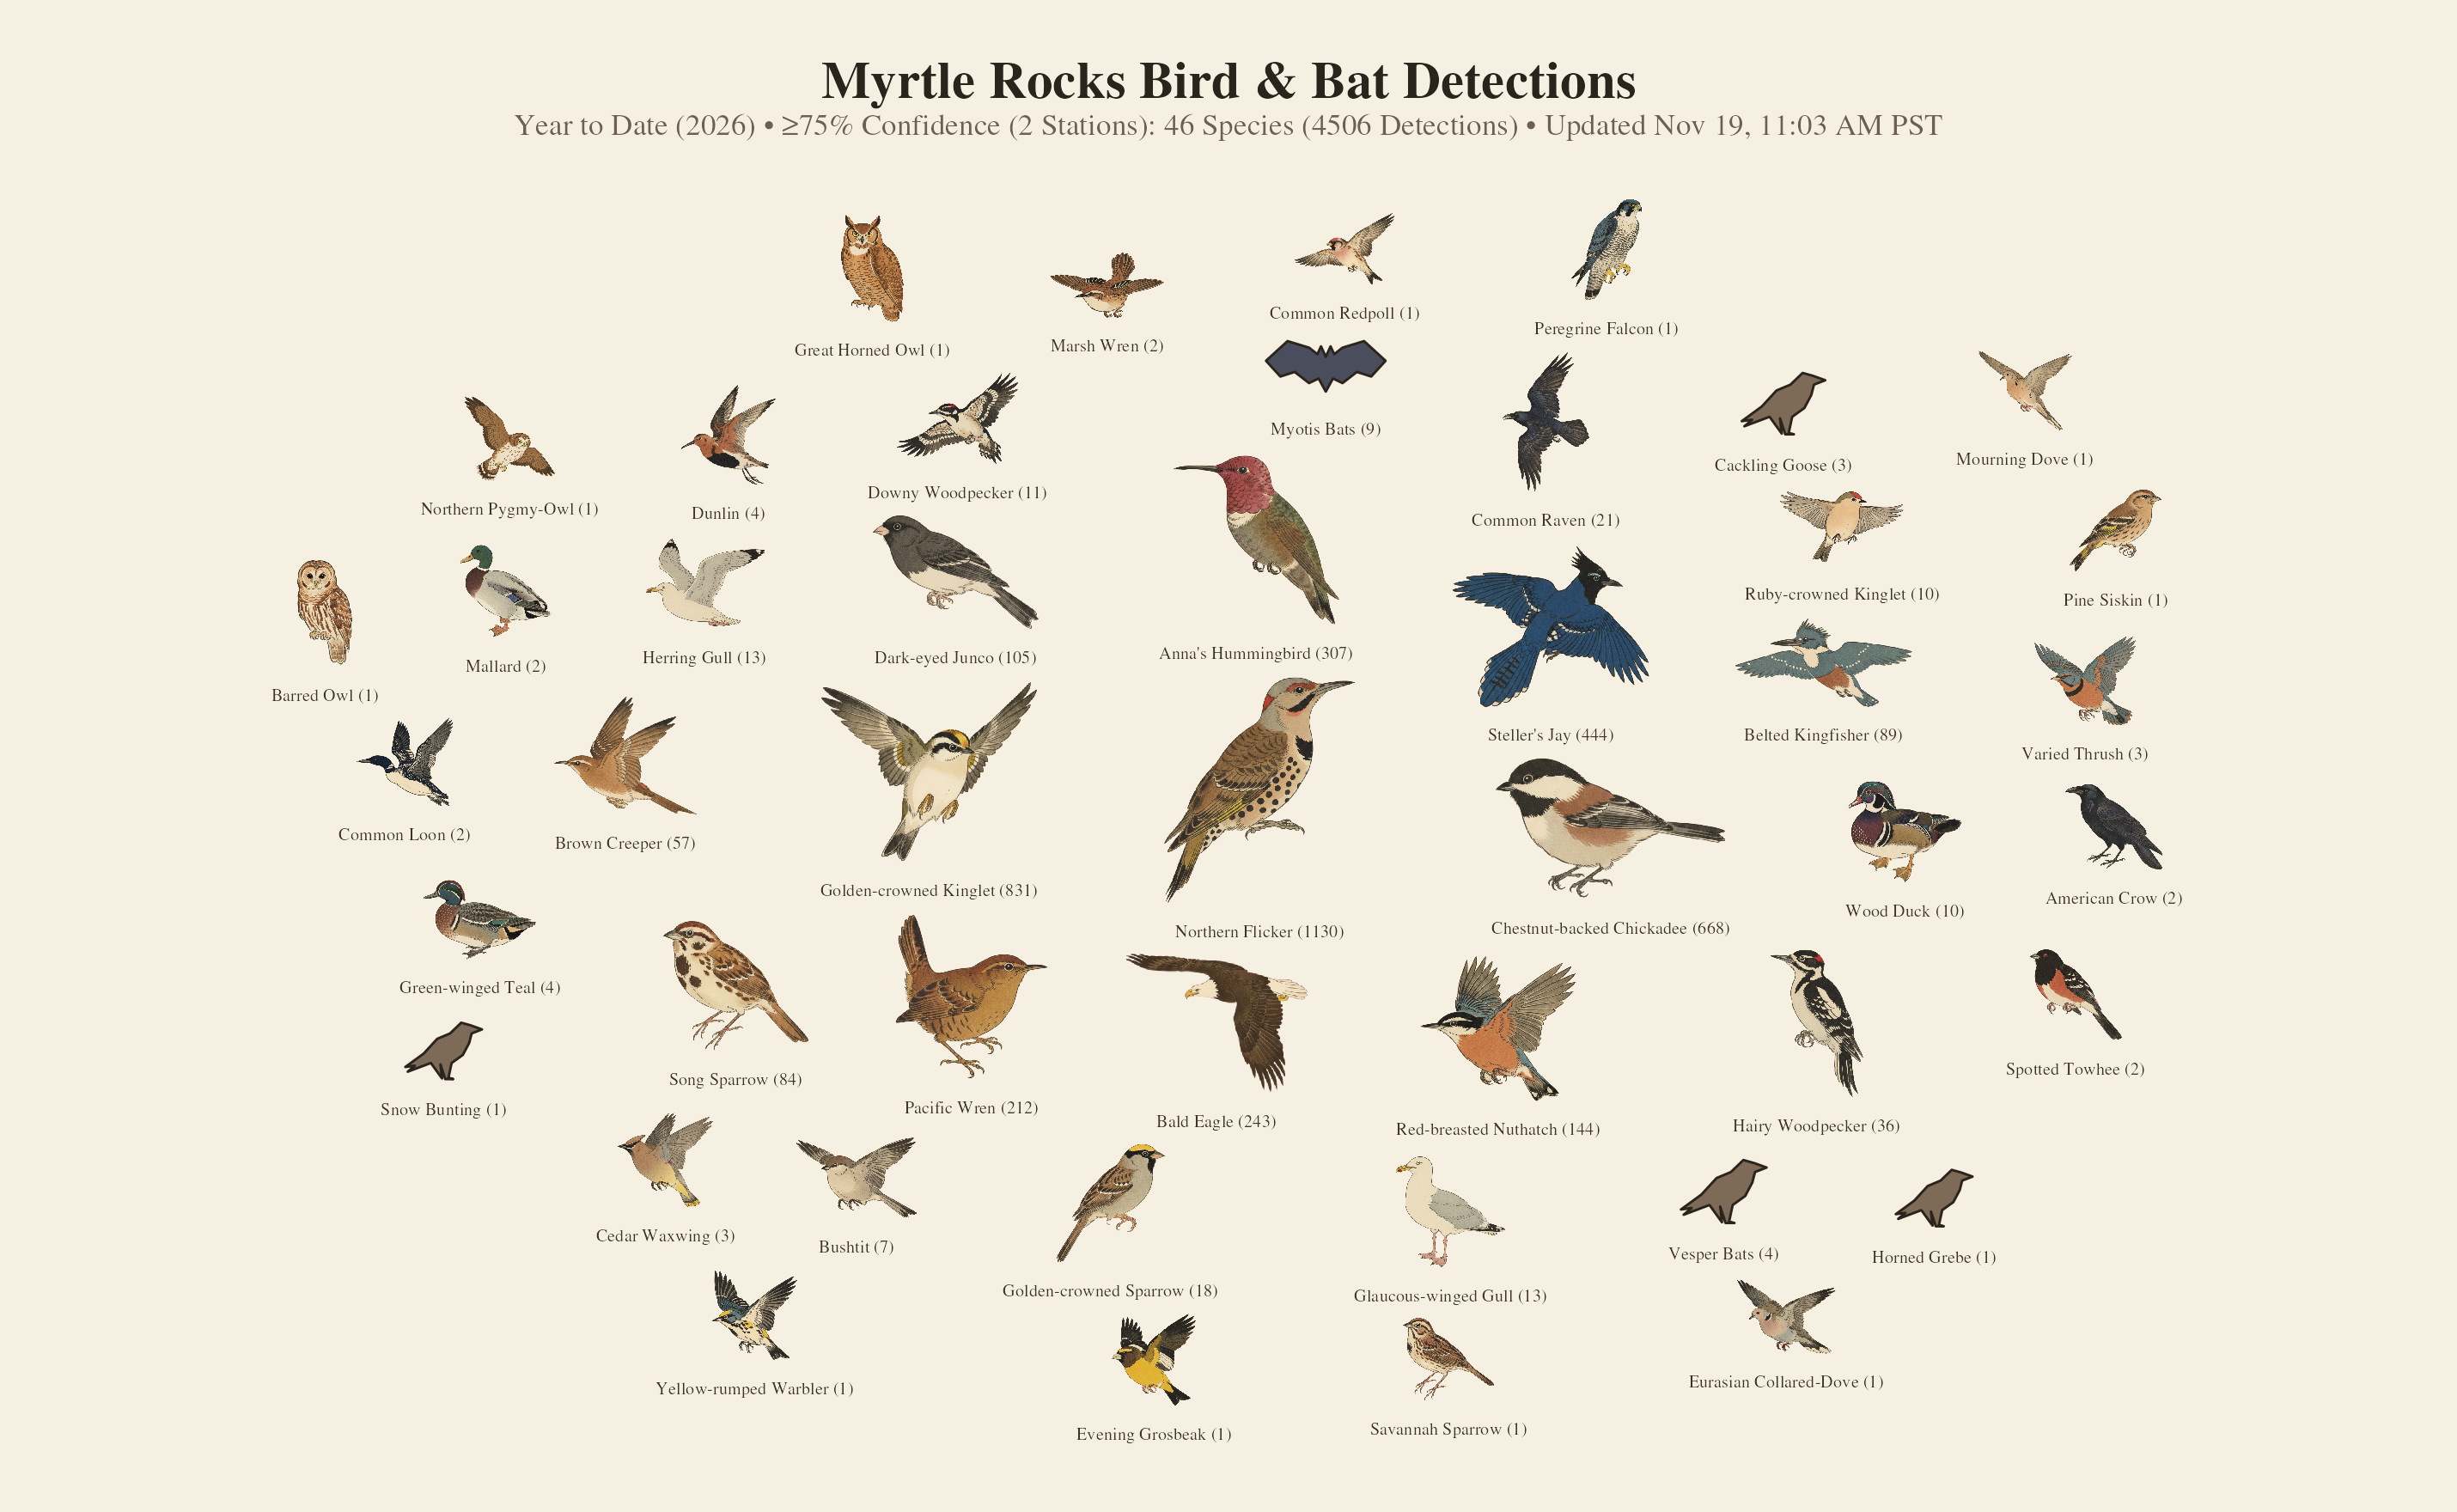 Myrtle Rocks Bird & Bat Detections
Year to Date (2026) • ≥75% Confidence (2 Stations): 46 Species (4506 Detections) • Updated Nov 19, 11:03 AM PST
Great Horned Owl (1)
Marsh Wren (2)
Common Redpoll (1)
Peregrine Falcon (1)
Myotis Bats (9)
Northern Pygmy-Owl (1)
Dunlin (4)
Downy Woodpecker (11)
Common Raven (21)
Cackling Goose (3)
Mourning Dove (1)
Barred Owl (1)
Mallard (2)
Herring Gull (13)
Dark-eyed Junco (105)
Anna's Hummingbird (307)
Steller's Jay (444)
Ruby-crowned Kinglet (10)
Pine Siskin (1)
Belted Kingfisher (89)
Varied Thrush (3)
Common Loon (2)
Brown Creeper (57)
Golden-crowned Kinglet (831)
Northern Flicker (1130)
Chestnut-backed Chickadee (668)
Wood Duck (10)
American Crow (2)
Green-winged Teal (4)
Song Sparrow (84)
Pacific Wren (212)
Bald Eagle (243)
Red-breasted Nuthatch (144)
Hairy Woodpecker (36)
Spotted Towhee (2)
Snow Bunting (1)
Cedar Waxwing (3)
Bushtit (7)
Golden-crowned Sparrow (18)
Glaucous-winged Gull (13)
Vesper Bats (4)
Horned Grebe (1)
Yellow-rumped Warbler (1)
Evening Grosbeak (1)
Savannah Sparrow (1)
Eurasian Collared-Dove (1)